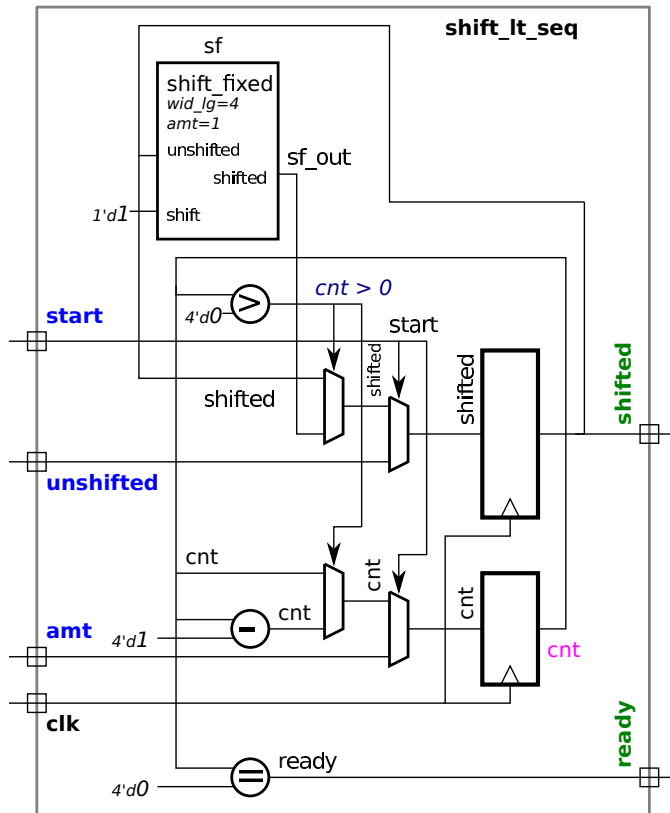 shift_lt_seq
sf
shift_fixed
wid_lg=4
amt=1
unshifted
sf_out
shifted
1'd1
shift
cnt > 0
>
4'd0
start
start
shifted
shifted
shifted
shifted
unshifted
cnt
cnt
cnt
cnt
amt
4'd1
-
cnt
clk
ready
ready
=
4'd0